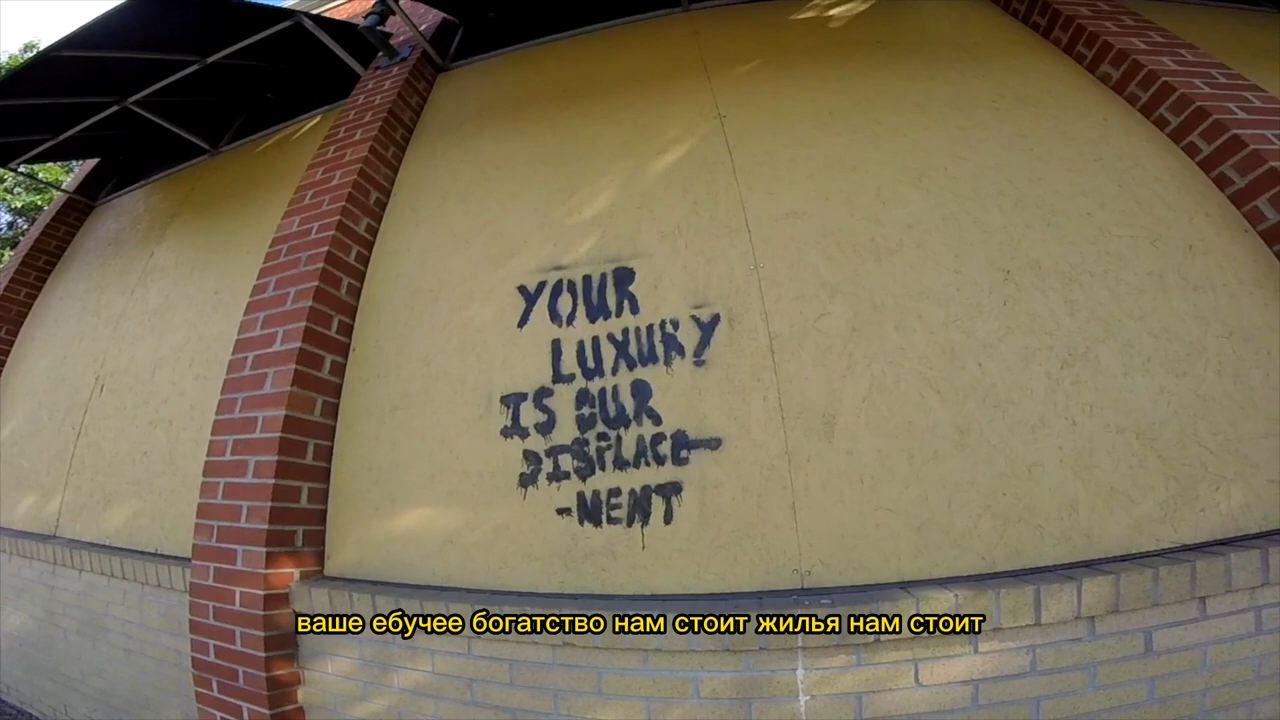 YOUR
LUXURY
IS OUR
DISPLACE-
-MENT
ваше ебучее богатство нам стоит жилья нам стоит